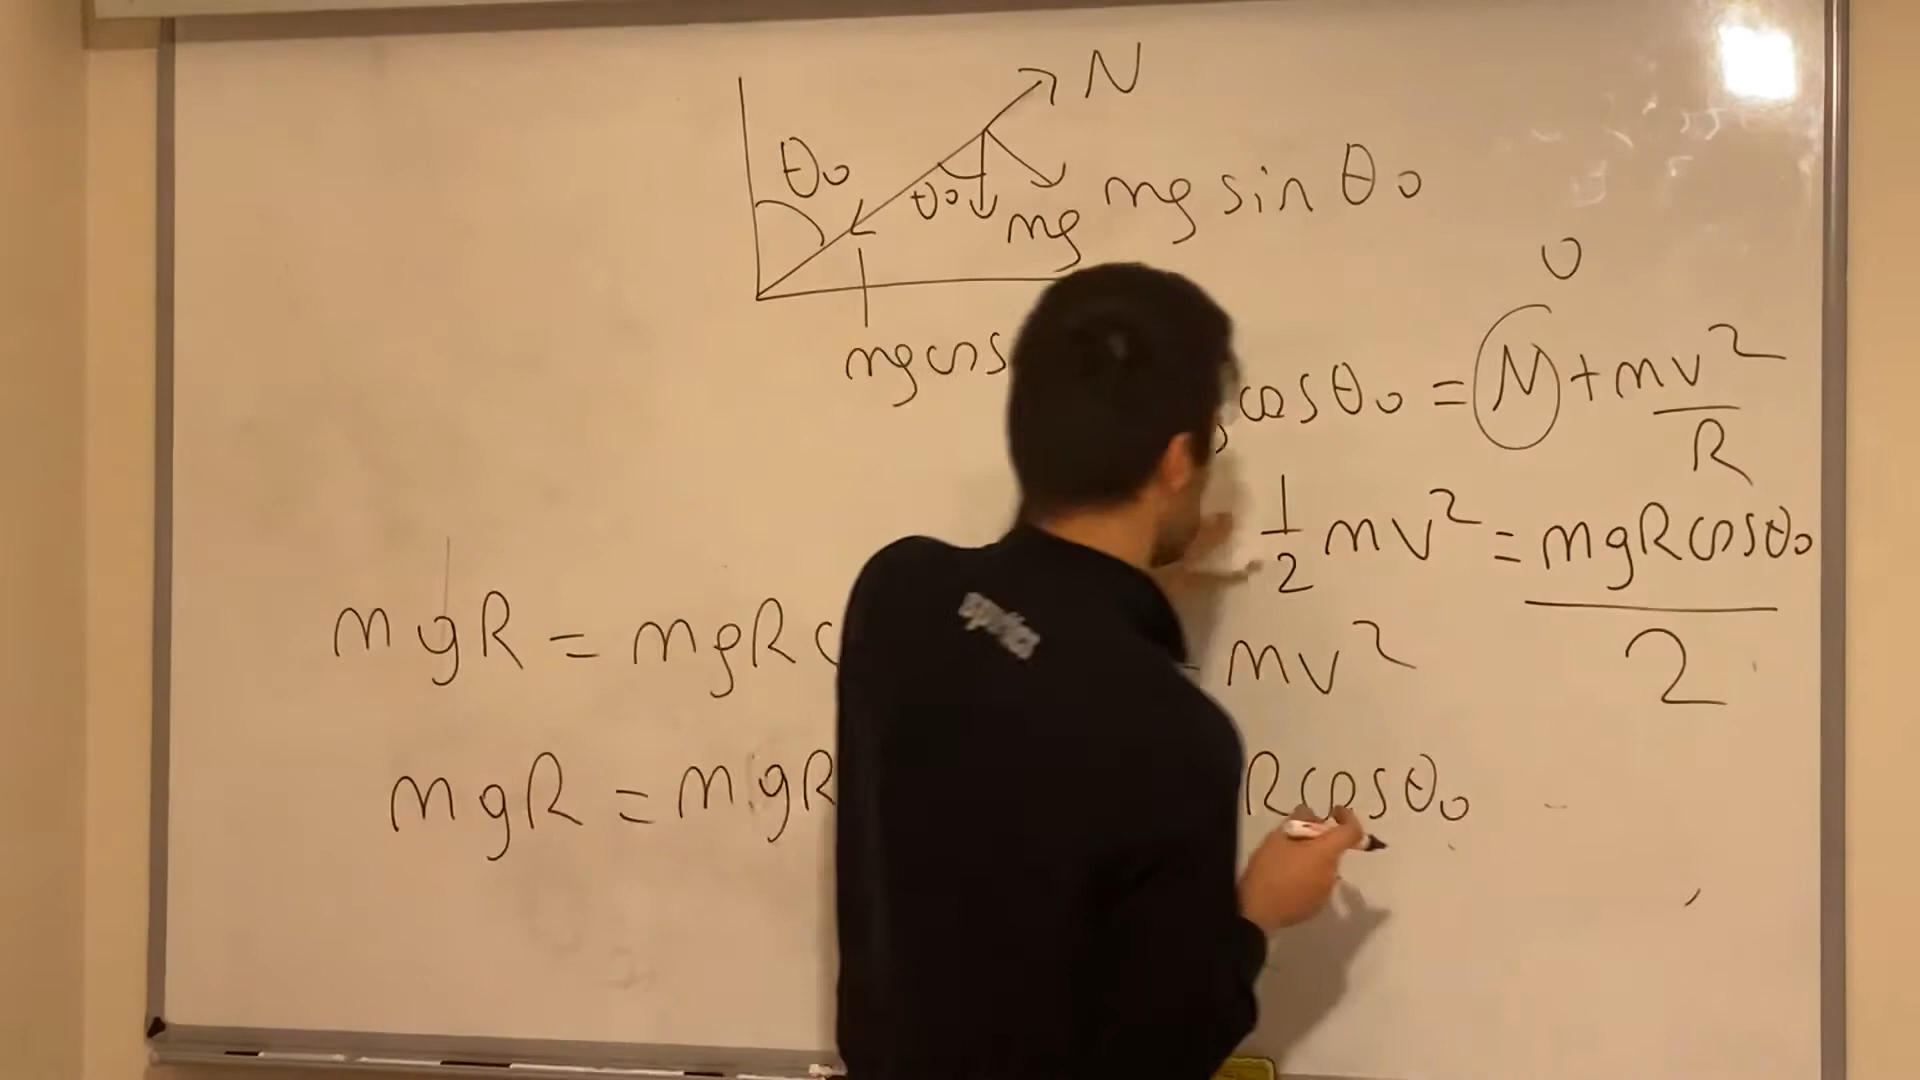 N
θ₀
θ₀
mg
mg sin θ₀
0
mg cos
cos θ₀ = N + mv²/R
1/2 mv² = mgR cos θ₀ / 2
mgR = mgR
mv²
mgR = mgR
R cos θ₀